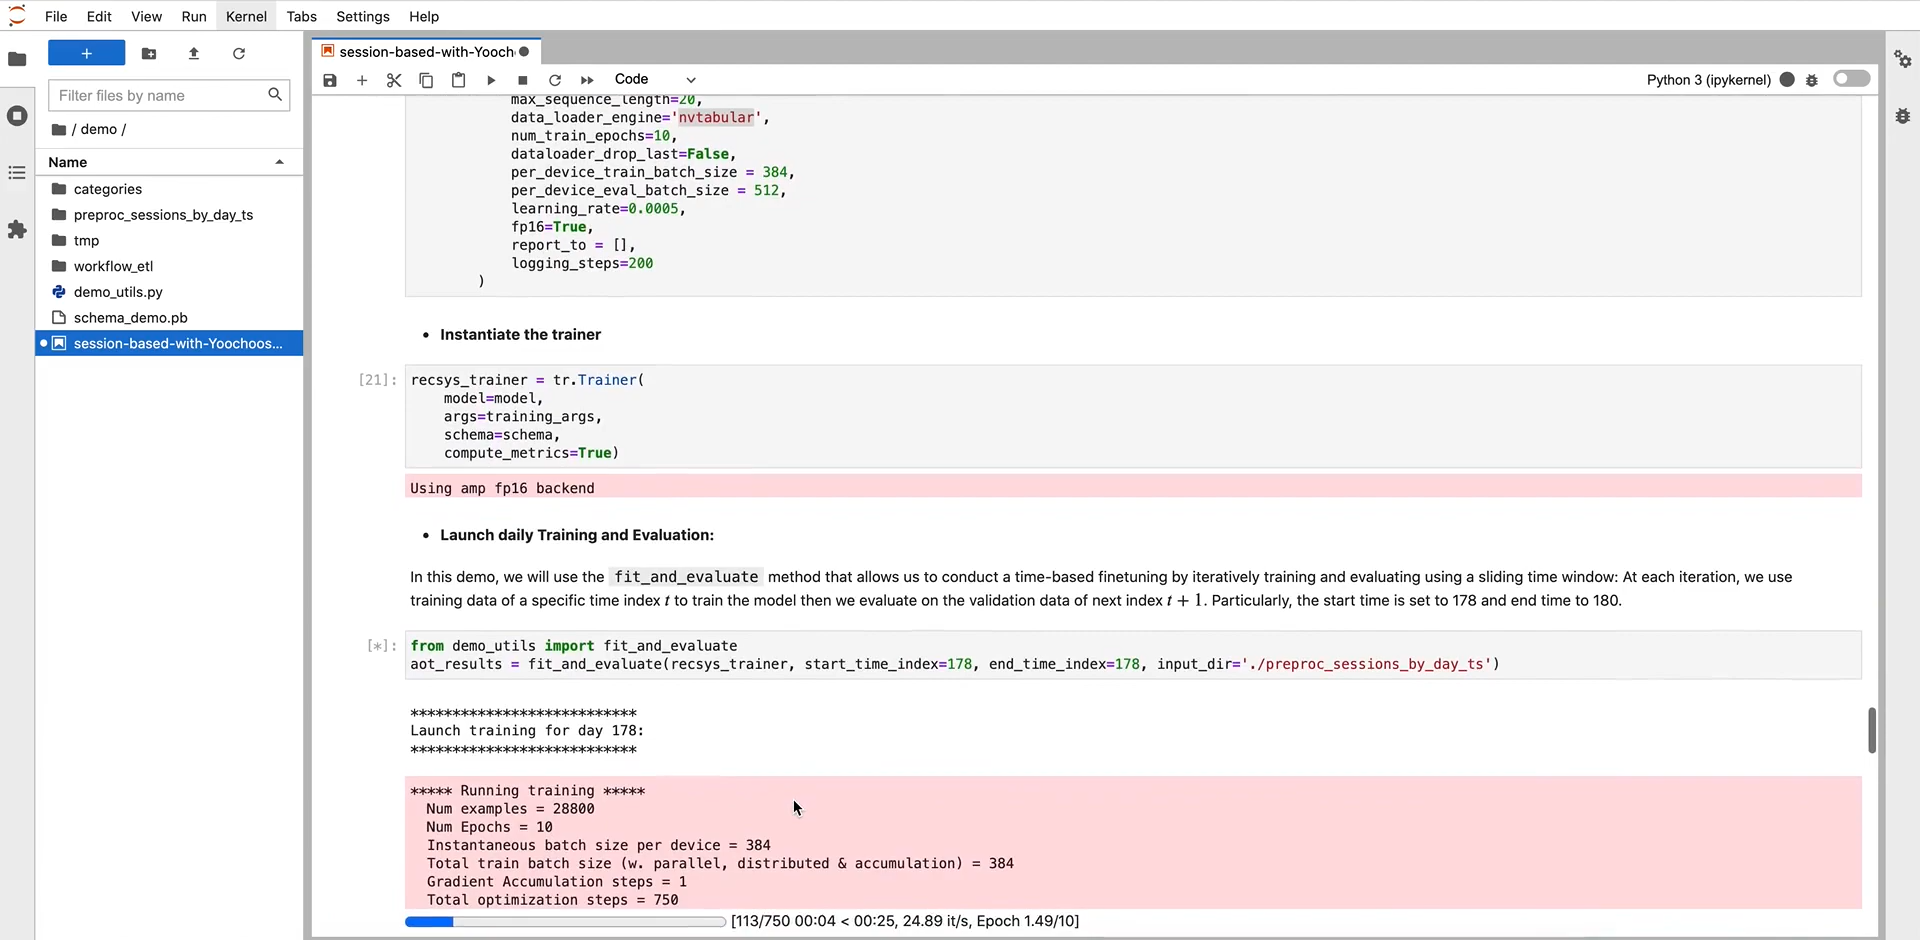 File Edit View Run Kernel Tabs Settings Help
+
Filter files by name
/ demo /
Name
categories
preproc_sessions_by_day_ts
tmp
workflow_etl
demo_utils.py
schema_demo.pb
session-based-with-Yoochoos...
session-based-with-Yooch
Code
Python 3 (ipykernel)
max_sequence_length=20,
data_loader_engine='nvtabular',
num_train_epochs=10,
dataloader_drop_last=False,
per_device_train_batch_size = 384,
per_device_eval_batch_size = 512,
learning_rate=0.0005,
fp16=True,
report_to = [],
logging_steps=200
)
• Instantiate the trainer
[21]: recsys_trainer = tr.Trainer(
model=model,
args=training_args,
schema=schema,
compute_metrics=True)
Using amp fp16 backend
• Launch daily Training and Evaluation:
In this demo, we will use the fit_and_evaluate method that allows us to conduct a time-based finetuning by iteratively training and evaluating using a sliding time window: At each iteration, we use
training data of a specific time index t to train the model then we evaluate on the validation data of next index t + 1. Particularly, the start time is set to 178 and end time to 180.
[*]: from demo_utils import fit_and_evaluate
aot_results = fit_and_evaluate(recsys_trainer, start_time_index=178, end_time_index=178, input_dir='./preproc_sessions_by_day_ts')
***************************
Launch training for day 178:
***************************
***** Running training *****
Num examples = 28800
Num Epochs = 10
Instantaneous batch size per device = 384
Total train batch size (w. parallel, distributed & accumulation) = 384
Gradient Accumulation steps = 1
Total optimization steps = 750
[113/750 00:04 < 00:25, 24.89 it/s, Epoch 1.49/10]